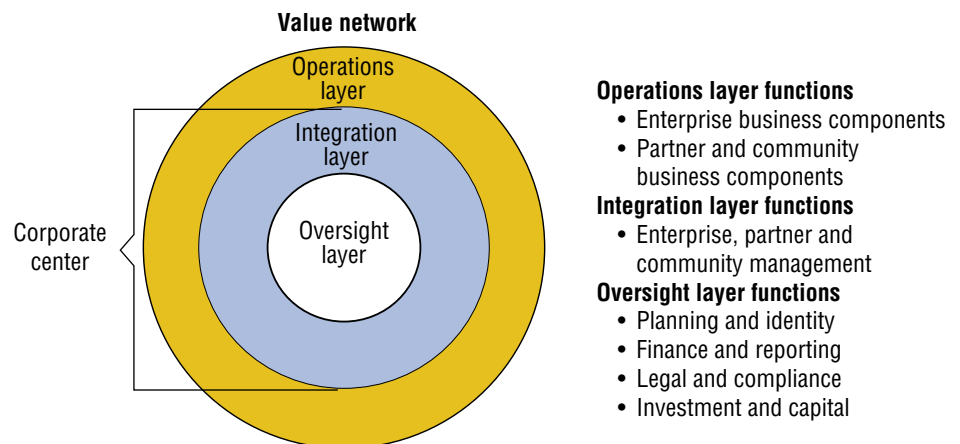 Value network
Operations
layer
Integration
layer
Oversight
layer
Corporate
center
Operations layer functions
• Enterprise business components
• Partner and community
business components
Integration layer functions
• Enterprise, partner and
community management
Oversight layer functions
• Planning and identity
• Finance and reporting
• Legal and compliance
• Investment and capital